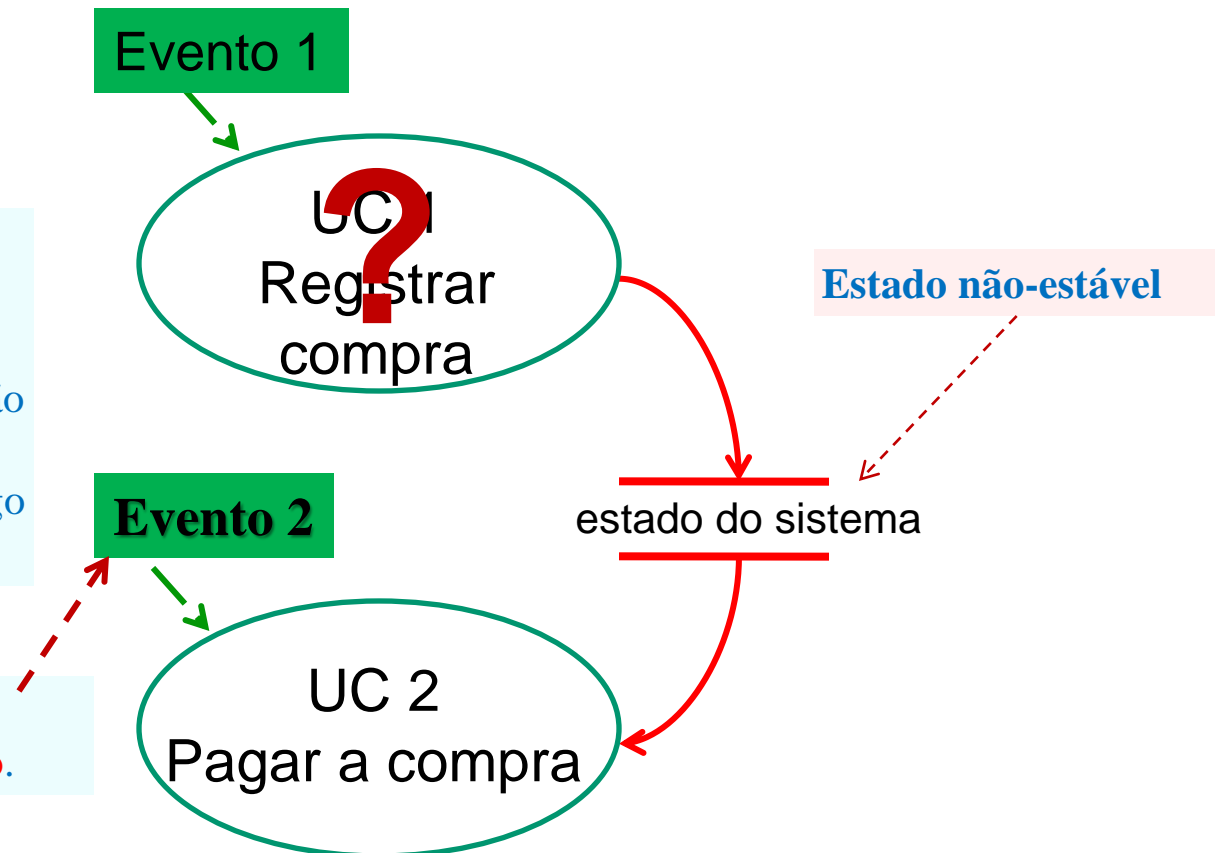 Evento 1
UC 1
?
Registrar
compra
Estado não-estável
Evento 2
estado do sistema
UC 2
Pagar a compra